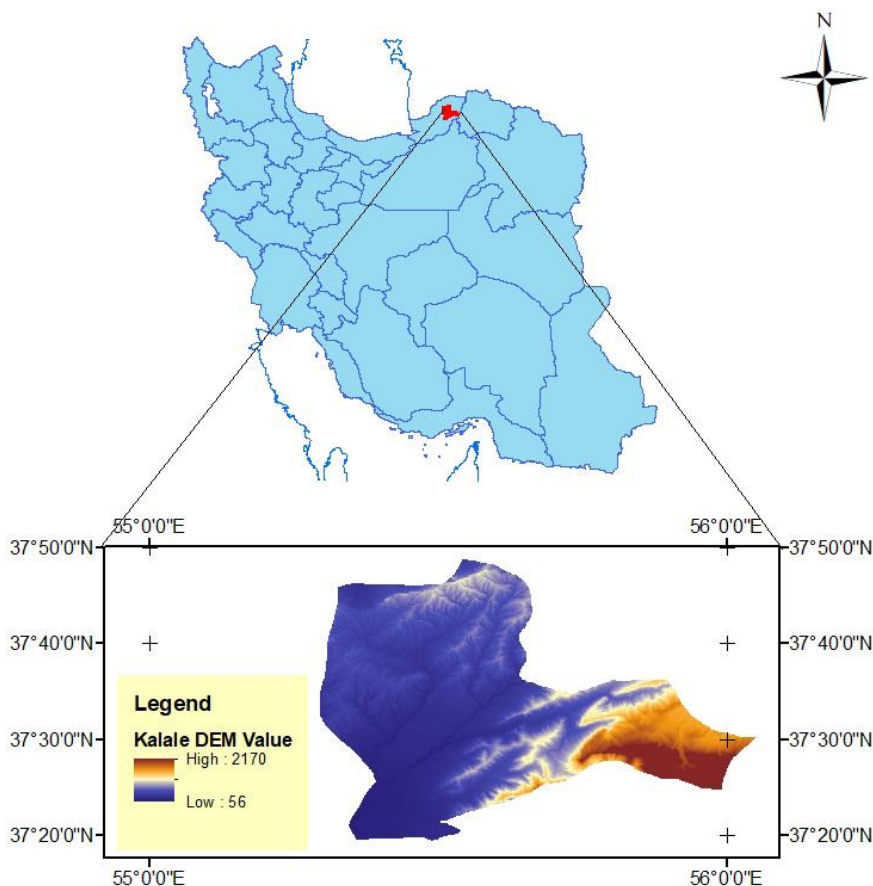 N
55°0'0"E 56°0'0"E
37°50'0"N 37°50'0"N
37°40'0"N 37°40'0"N
Legend
Kalale DEM Value
High : 2170
Low : 56
37°30'0"N 37°30'0"N
37°20'0"N 37°20'0"N
55°0'0"E 56°0'0"E